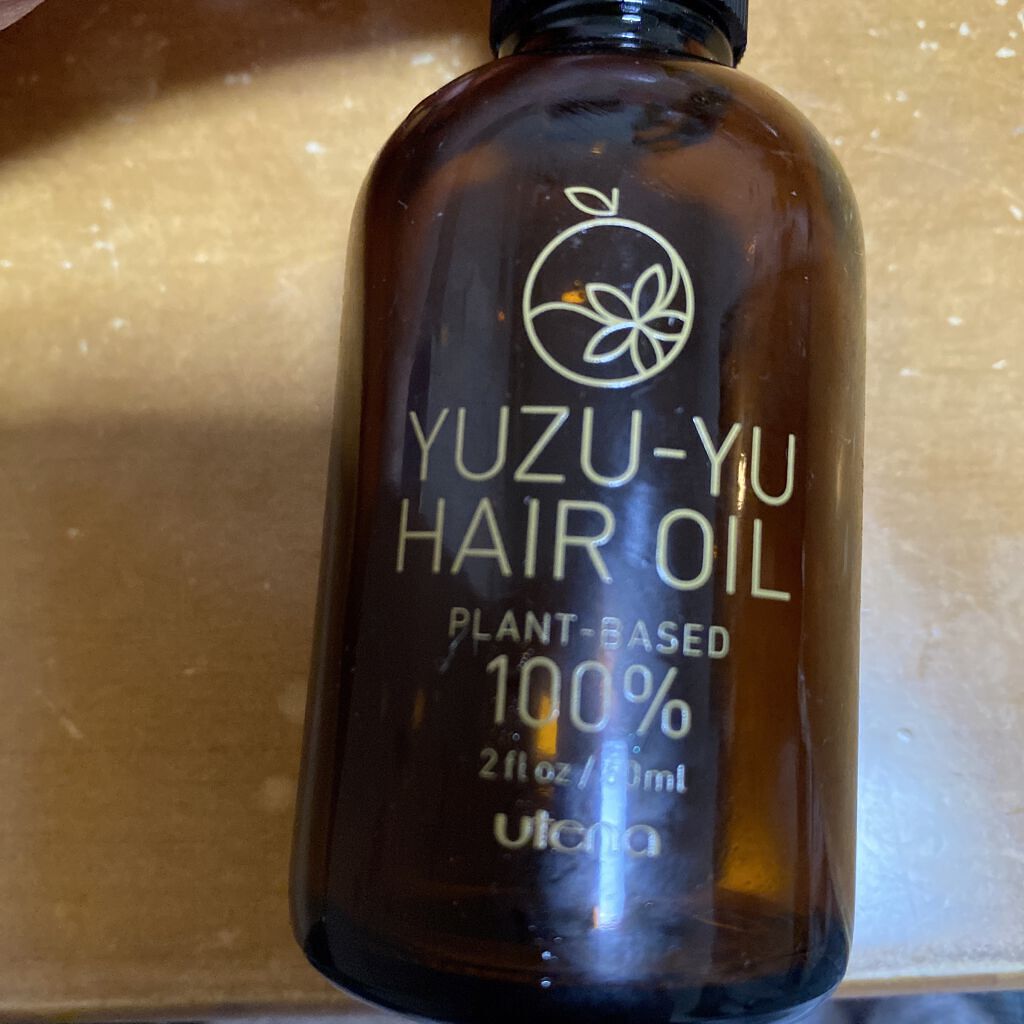 YUZU-YU
HAIR OIL
PLANT-BASED
100%
2 fl oz /
utena